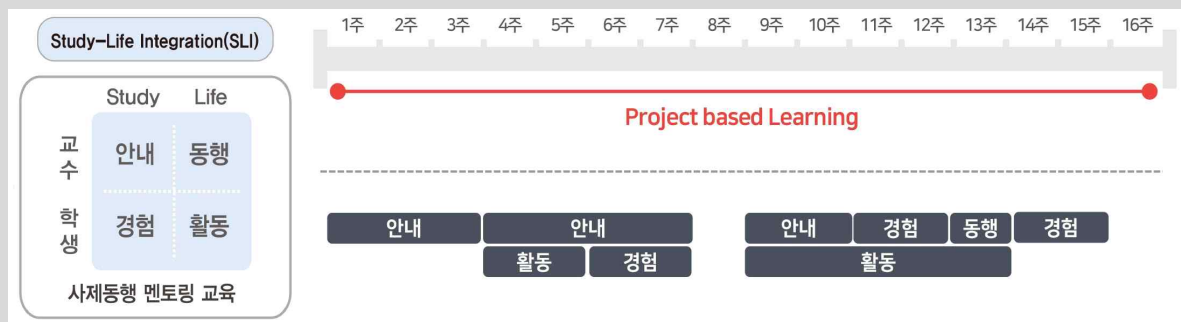 Study-Life Integration(SLI)
1주 2주 3주 4주 5주 6주 7주 8주 9주 10주 11주 12주 13주 14주 15주 16주
Project based Learning
Study Life
교수 안내 동행
학생 경험 활동
사제동행 멘토링 교육
안내 안내 안내 경험 동행 경험
활동 경험 활동